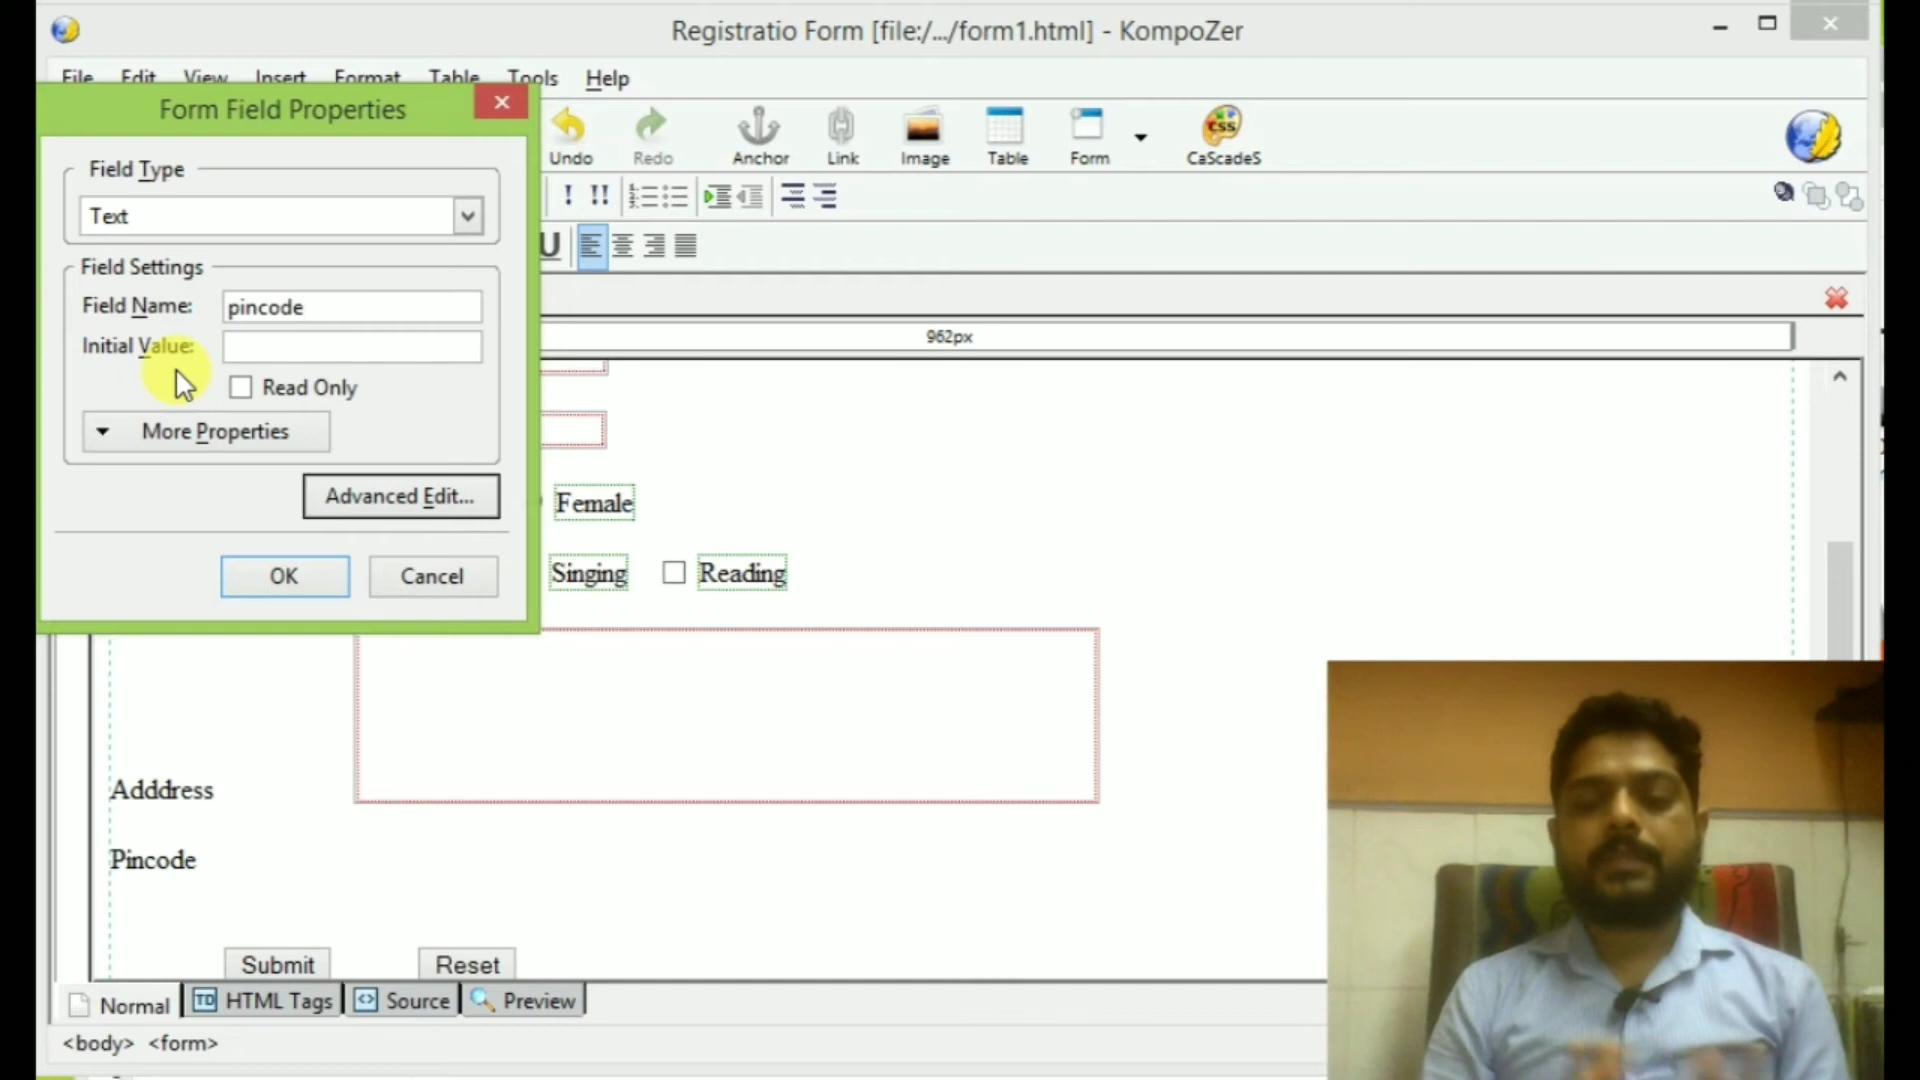 Registratio Form [file:/.../form1.html] - KompoZer
File Edit View Insert Format Table Tools Help
Form Field Properties
Undo Redo Anchor Link Image Table Form CaScadeS
Field Type
Text
Field Settings
Field Name: pincode
Initial Value:
Read Only
More Properties
Advanced Edit...
OK Cancel
! !!
U
962px
Female
Singing Reading
Adddress
Pincode
Submit Reset
Normal HTML Tags Source Preview
<body> <form>